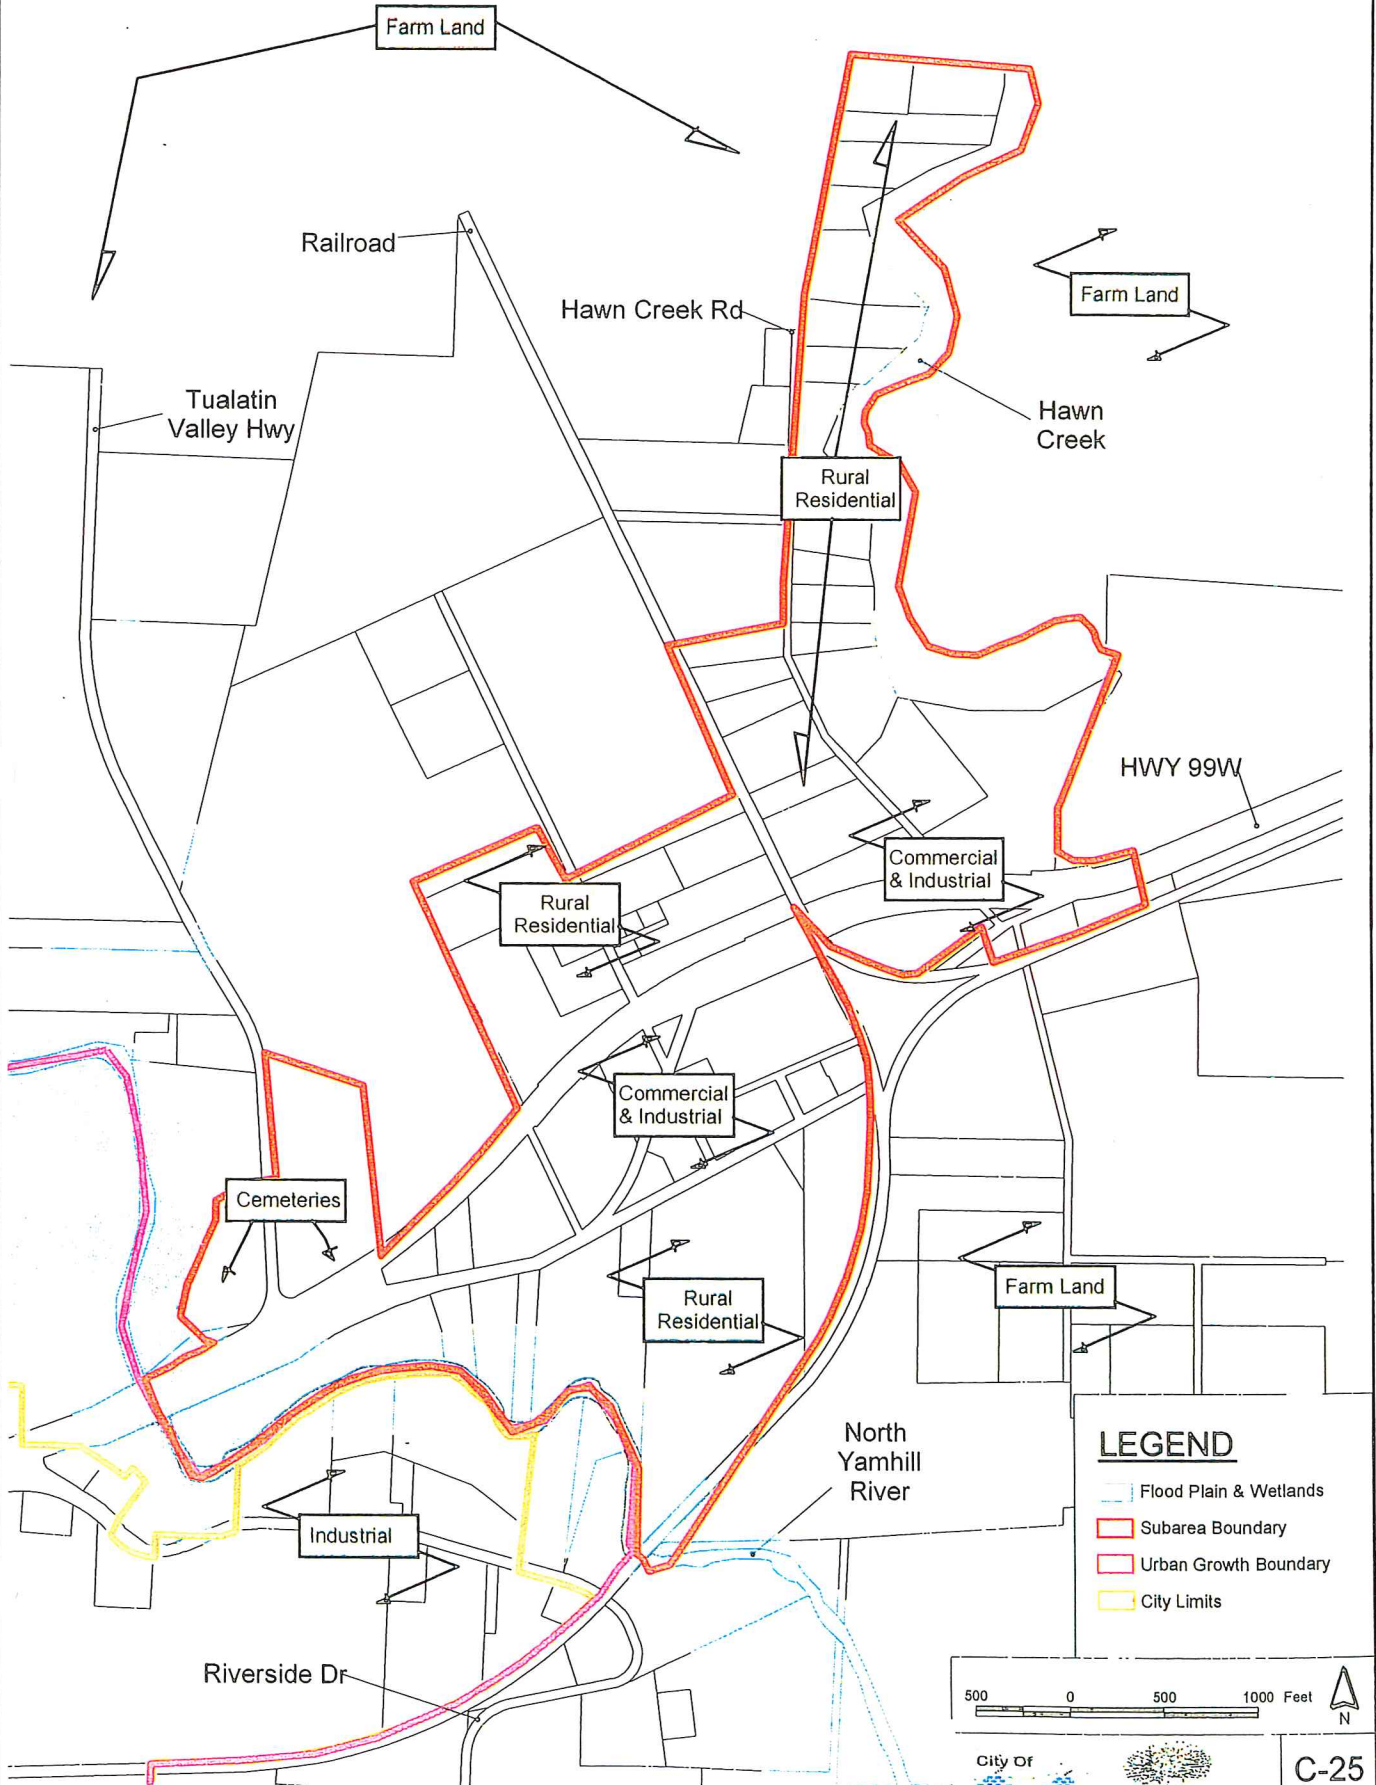 Farm Land
Railroad
Hawn Creek Rd
Farm Land
Tualatin
Valley Hwy
Hawn
Creek
Rural
Residential
HWY 99W
Commercial
& Industrial
Rural
Residential
Commercial
& Industrial
Cemeteries
Rural
Residential
Farm Land
North
Yamhill
River
Industrial
Riverside Dr
LEGEND
Flood Plain & Wetlands
Subarea Boundary
Urban Growth Boundary
City Limits
500 0 500 1000 Feet
N
City Of
C-25